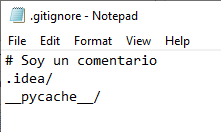 .gitignore - Notepad
File Edit Format View Help
# Soy un comentario
.idea/
__pycache__/